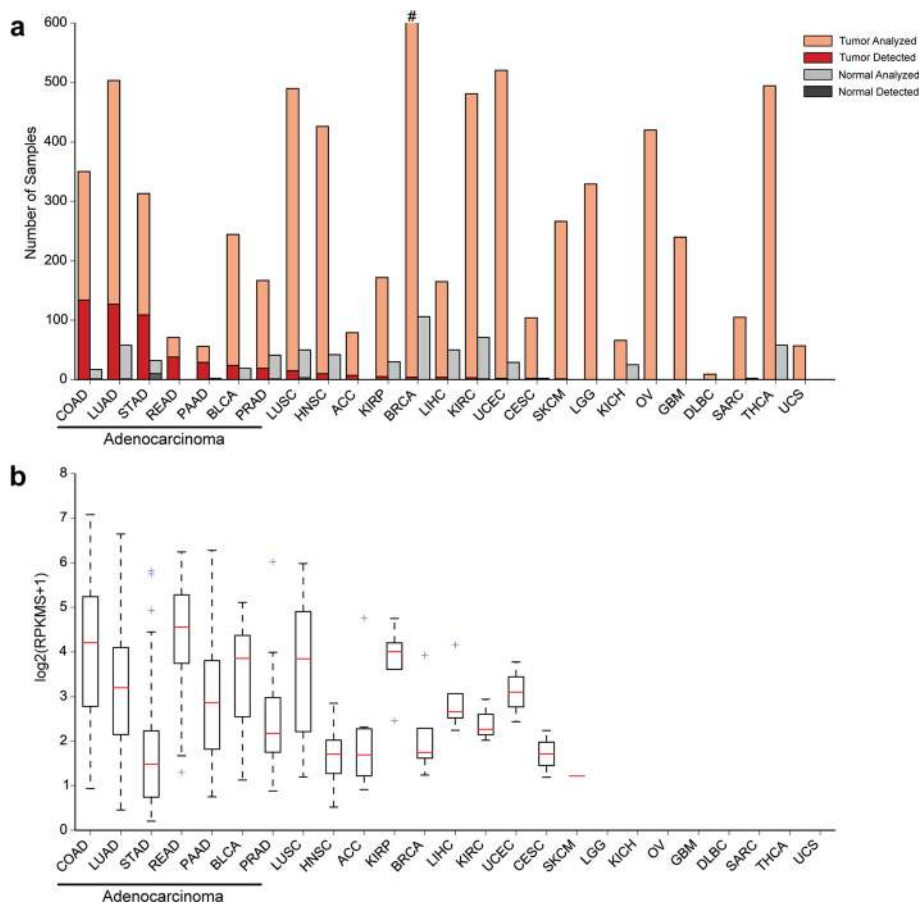 a
#
600
500
400
300
200
100
0
Number of Samples
Tumor Analyzed
Tumor Detected
Normal Analyzed
Normal Detected
COAD LUAD STAD READ PAAD BLCA PRAD LUSC HNSC ACC KIRP BRCA LIHC KIRC UCEC CESC SKCM LGG KICH OV GBM DLBC SARC THCA UCS
Adenocarcinoma
b
8
7
6
5
4
3
2
1
0
log2(RPKMS+1)
COAD LUAD STAD READ PAAD BLCA PRAD LUSC HNSC ACC KIRP BRCA LIHC KIRC UCEC CESC SKCM LGG KICH OV GBM DLBC SARC THCA UCS
Adenocarcinoma